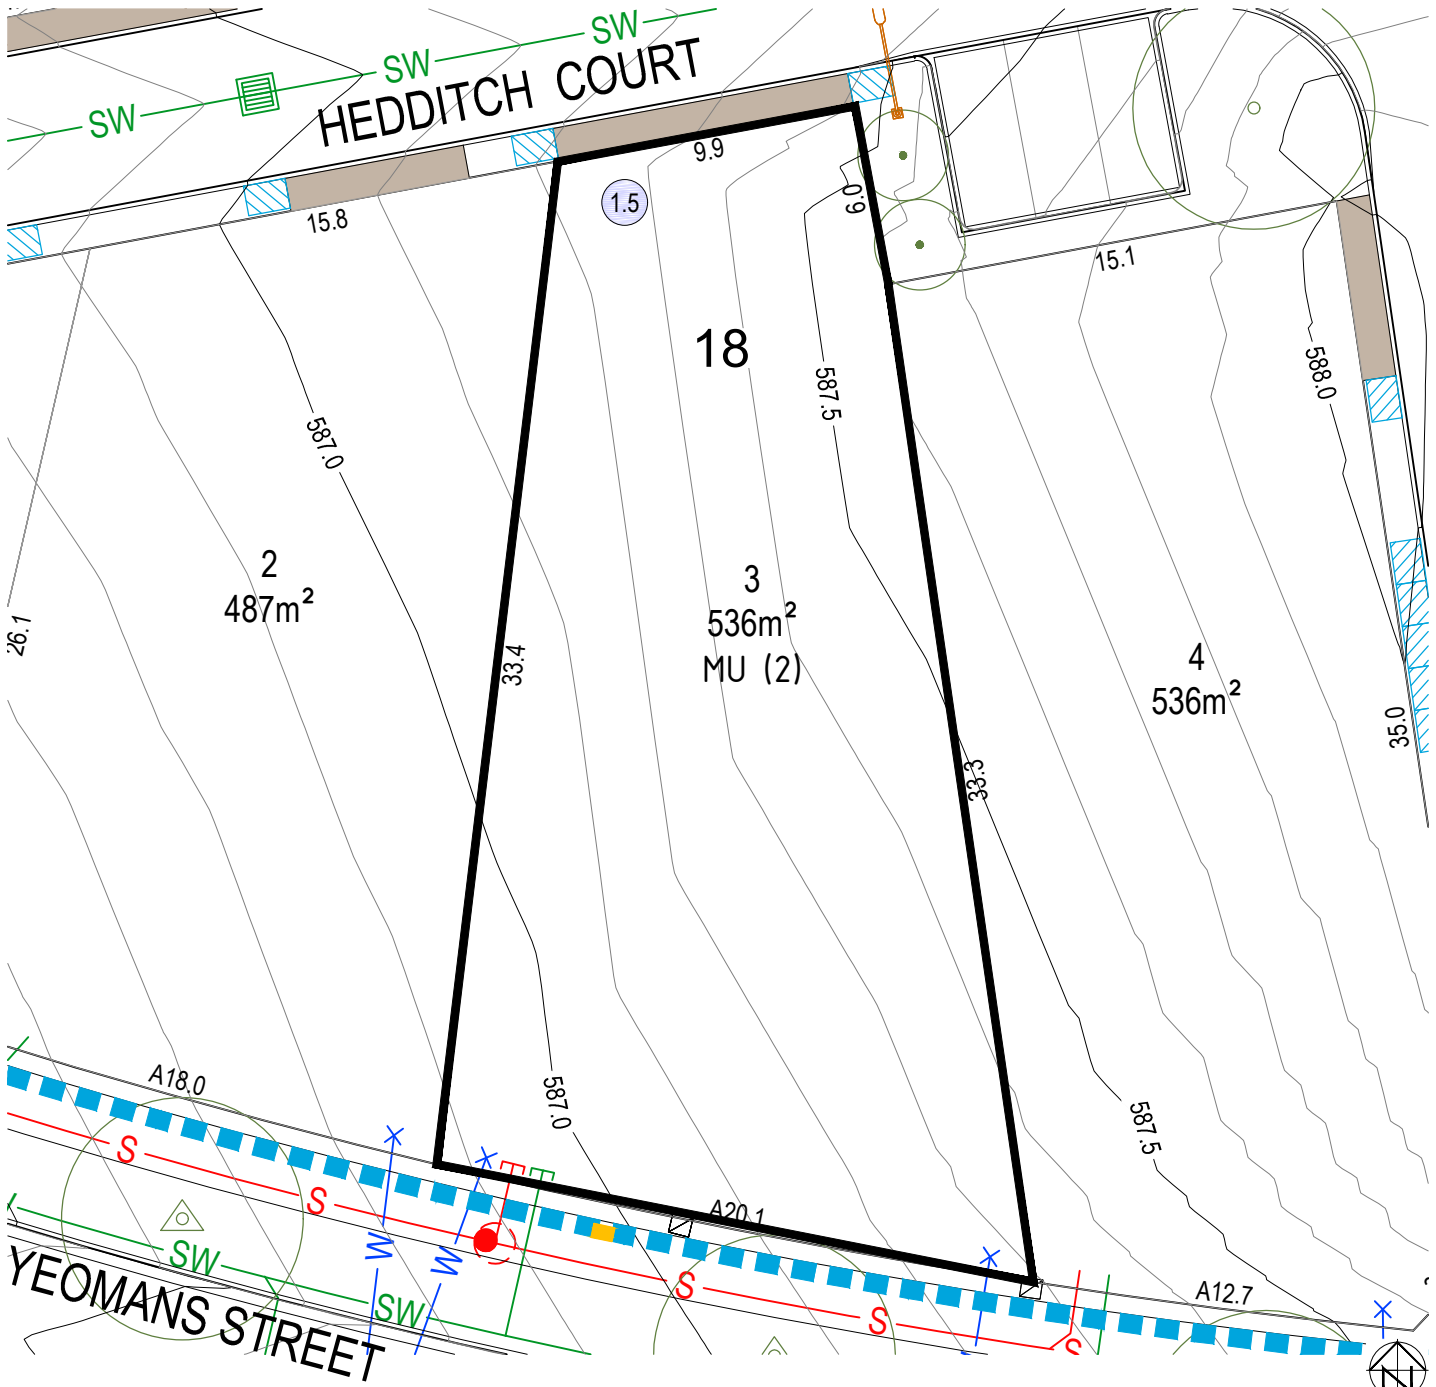 SW
SW
SW
HEDDITCH COURT
9.9
1.5
6.0
15.8
15.1
18
587.5
588.0
587.0
2
487m²
3
536m²
MU (2)
4
536m²
26.1
33.4
33.3
35.0
A18.0
587.0
587.5
S
S
S
S
S
W
W
A20.1
A12.7
SW
SW
YEOMANS STREET
N